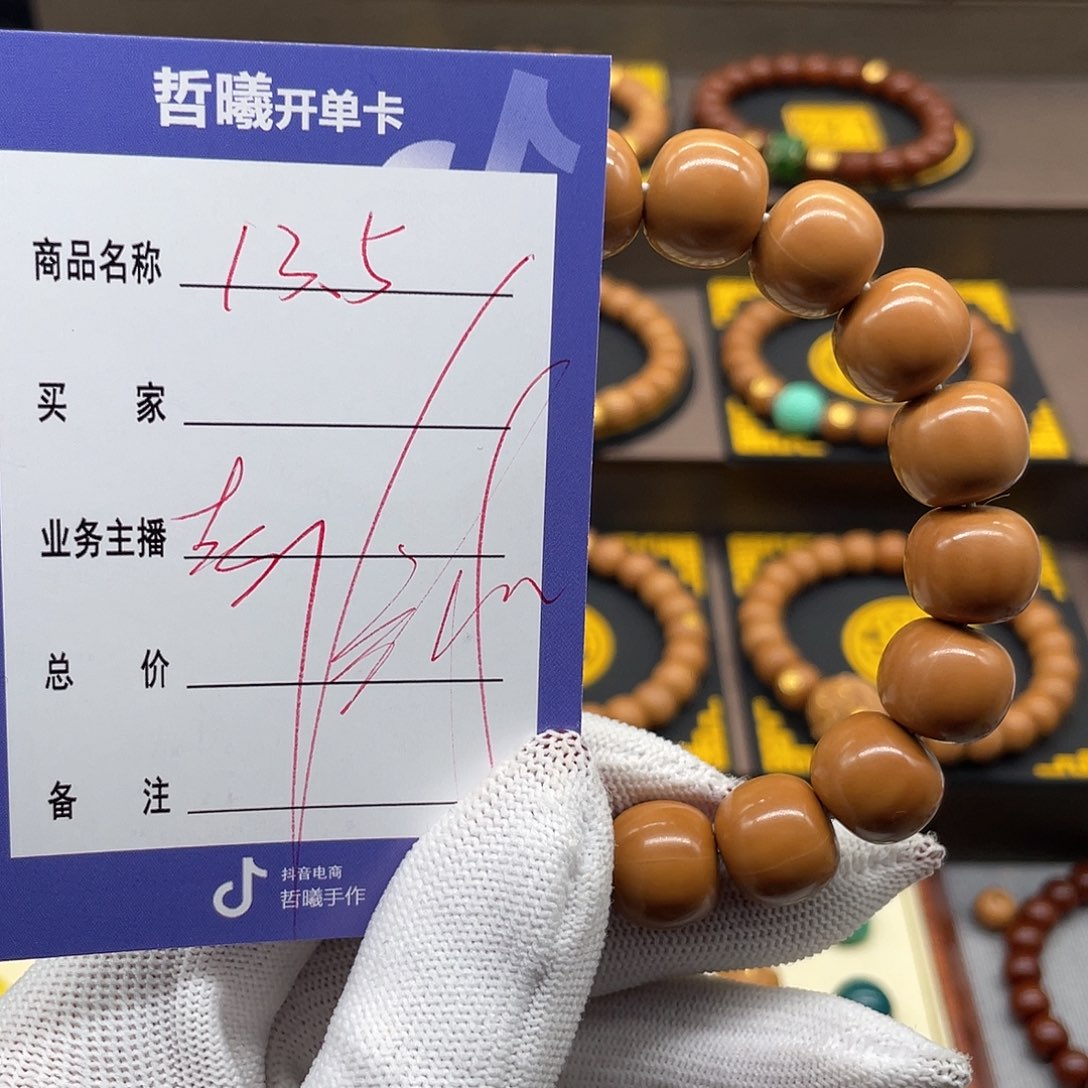 哲曦开单卡
商品名称 13.5
买家
业务主播
总价
备注
抖音电商
哲曦手作